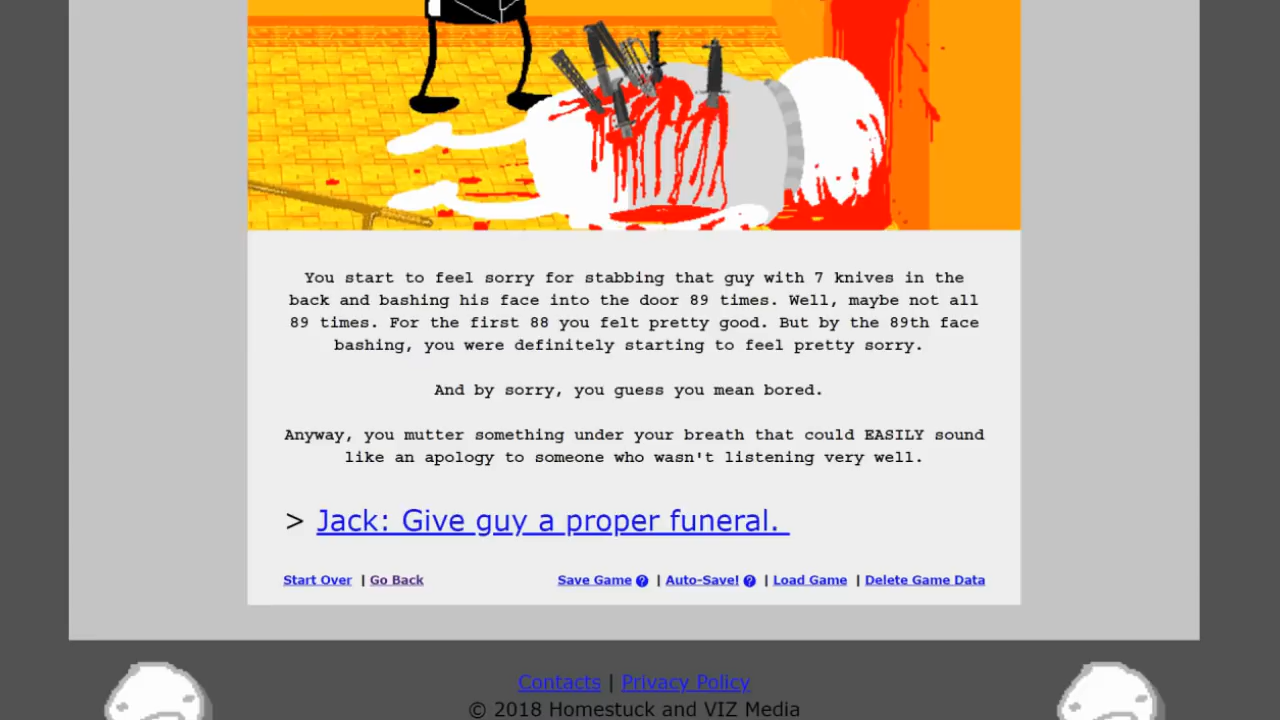 You start to feel sorry for stabbing that guy with 7 knives in the
back and bashing his face into the door 89 times. Well, maybe not all
89 times. For the first 88 you felt pretty good. But by the 89th face
bashing, you were definitely starting to feel pretty sorry.
And by sorry, you guess you mean bored.
Anyway, you mutter something under your breath that could EASILY sound
like an apology to someone who wasn't listening very well.
> Jack: Give guy a proper funeral.
Start Over | Go Back Save Game ? | Auto-Save! ? | Load Game | Delete Game Data
Contacts | Privacy Policy
© 2018 Homestuck and VIZ Media